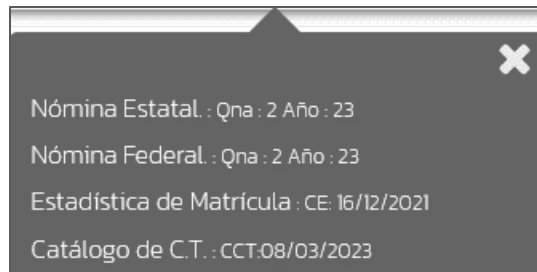 Nómina Estatal. : Qna : 2 Año : 23
Nómina Federal. : Qna : 2 Año : 23
Estadística de Matrícula : CE: 16/12/2021
Catálogo de C.T. : CCT:08/03/2023